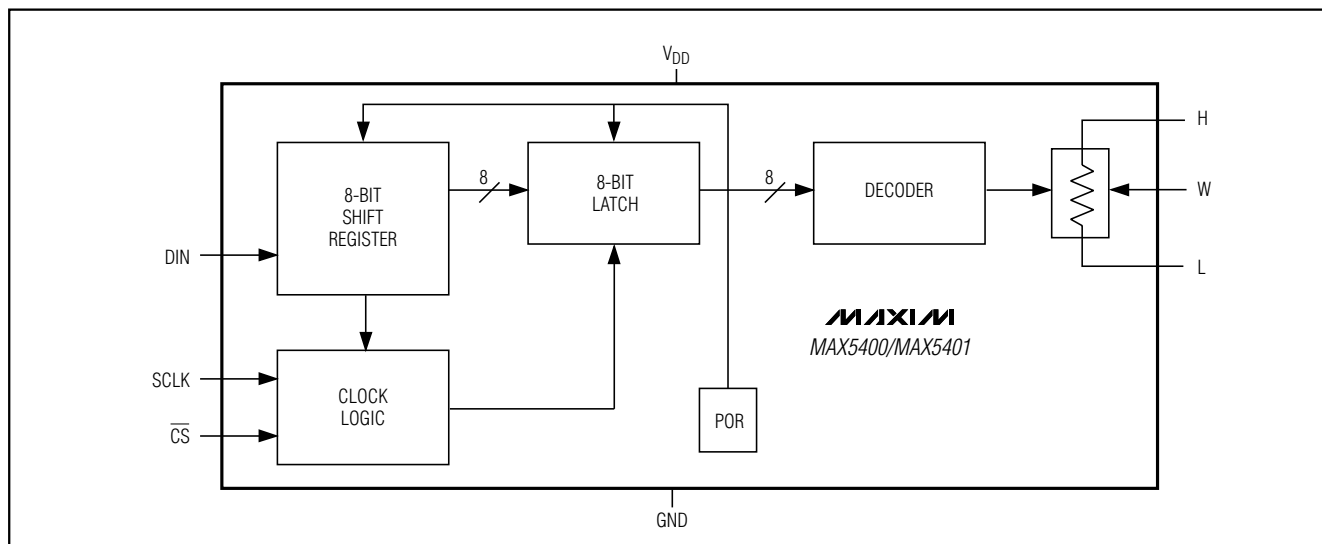 VDD
H
8
8-BIT
LATCH
8
DECODER
8-BIT
SHIFT
REGISTER
W
DIN
L
MAXIM
MAX5400/MAX5401
SCLK
CLOCK
LOGIC
POR
CS
GND